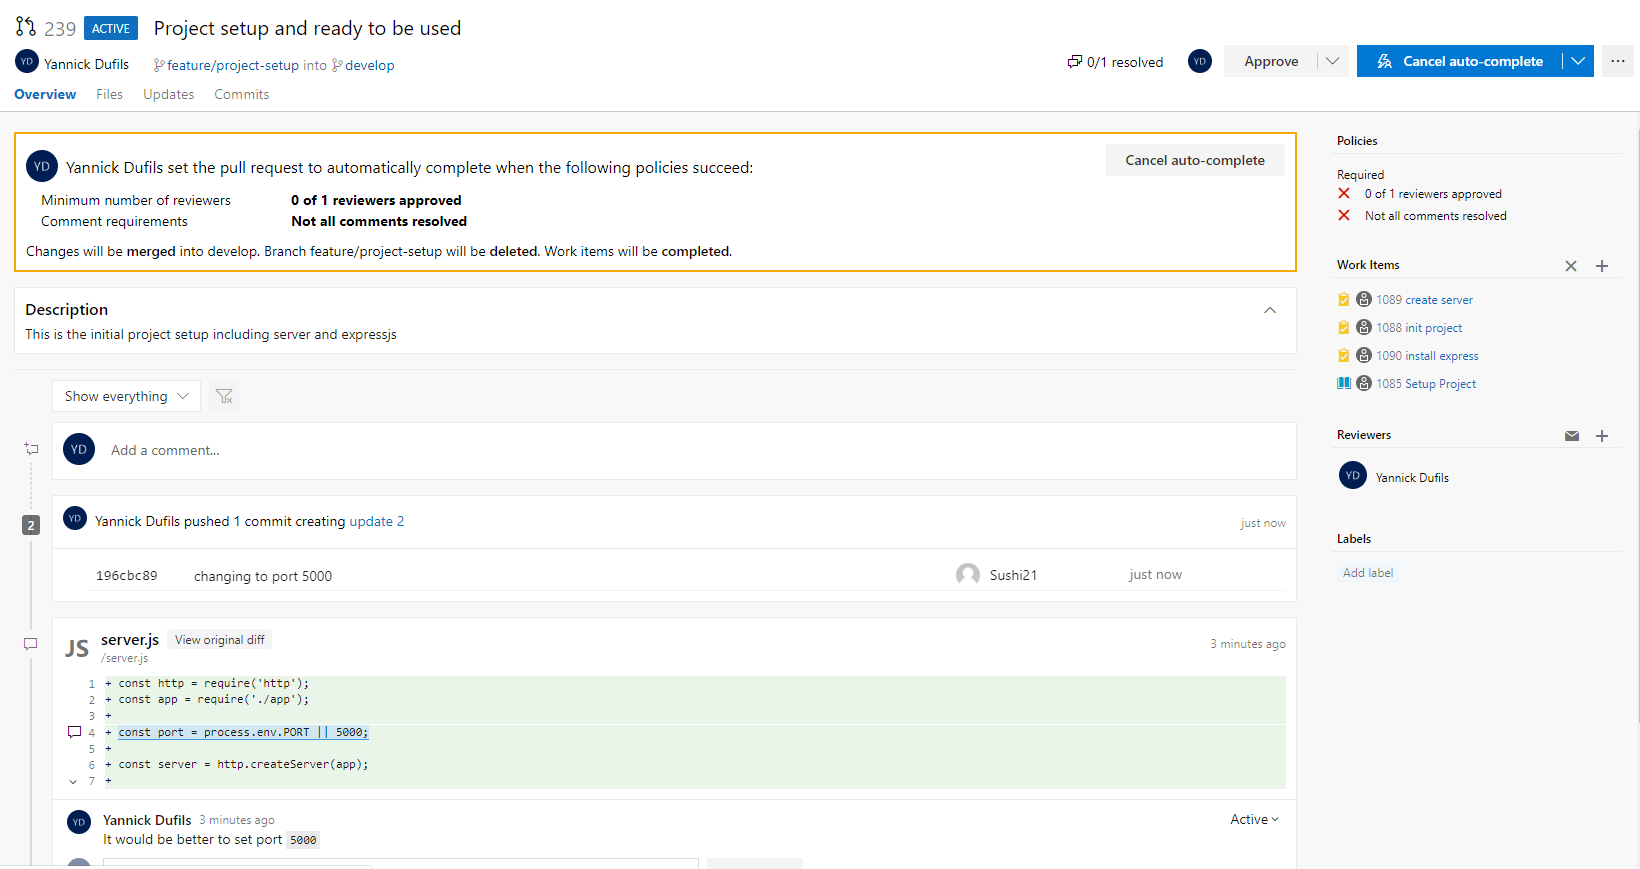 239 ACTIVE Project setup and ready to be used
YD Yannick Dufils feature/project-setup into develop
0/1 resolved YD Approve Cancel auto-complete ...
Overview Files Updates Commits
YD Yannick Dufils set the pull request to automatically complete when the following policies succeed:
Cancel auto-complete
Minimum number of reviewers 0 of 1 reviewers approved
Comment requirements Not all comments resolved
Changes will be merged into develop. Branch feature/project-setup will be deleted. Work items will be completed.
Description
This is the initial project setup including server and expressjs
Show everything
YD Add a comment...
2
YD Yannick Dufils pushed 1 commit creating update 2 just now
196cbc89 changing to port 5000 Sushi21 just now
JS server.js View original diff 3 minutes ago
/server.js
1 + const http = require('http');
2 + const app = require('./app');
3 +
4 + const port = process.env.PORT || 5000;
5 +
6 + const server = http.createServer(app);
7 +
YD Yannick Dufils 3 minutes ago Active
It would be better to set port 5000
Policies
Required
0 of 1 reviewers approved
Not all comments resolved
Work Items
1089 create server
1088 init project
1090 install express
1085 Setup Project
Reviewers
YD Yannick Dufils
Labels
Add label